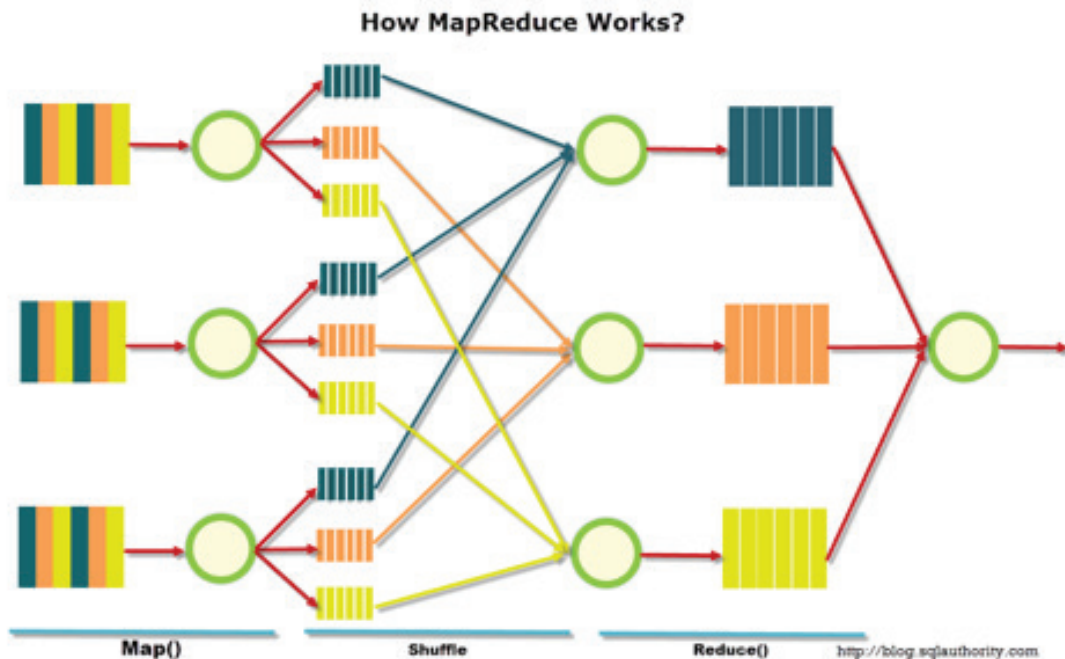 How MapReduce Works?
Map()
Shuffle
Reduce()
http://blog.sqlauthority.com